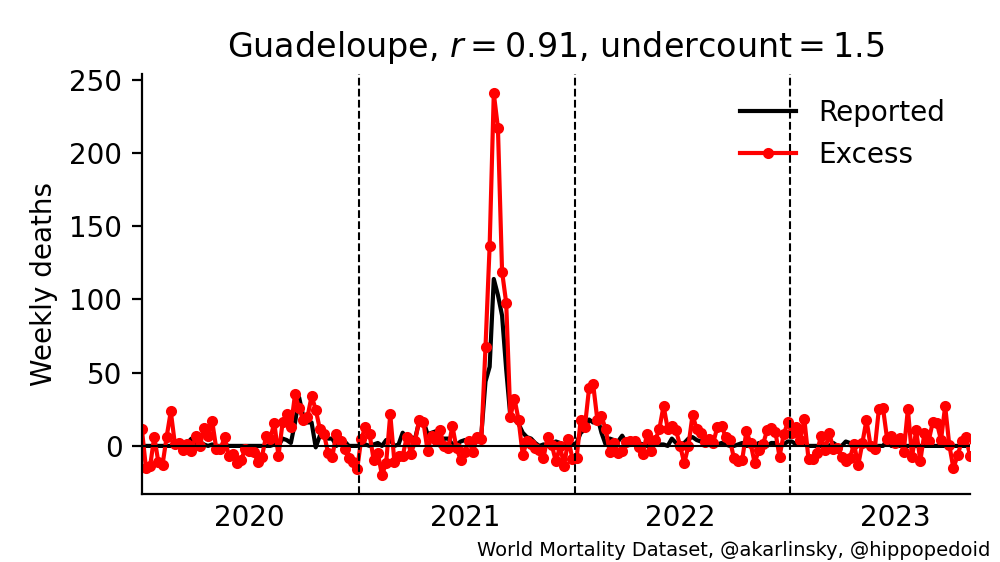 Guadeloupe, r = 0.91, undercount = 1.5
250
200
150
100
50
0
Weekly deaths
Reported
Excess
2020
2021
2022
2023
World Mortality Dataset, @akarlinsky, @hippopedoid